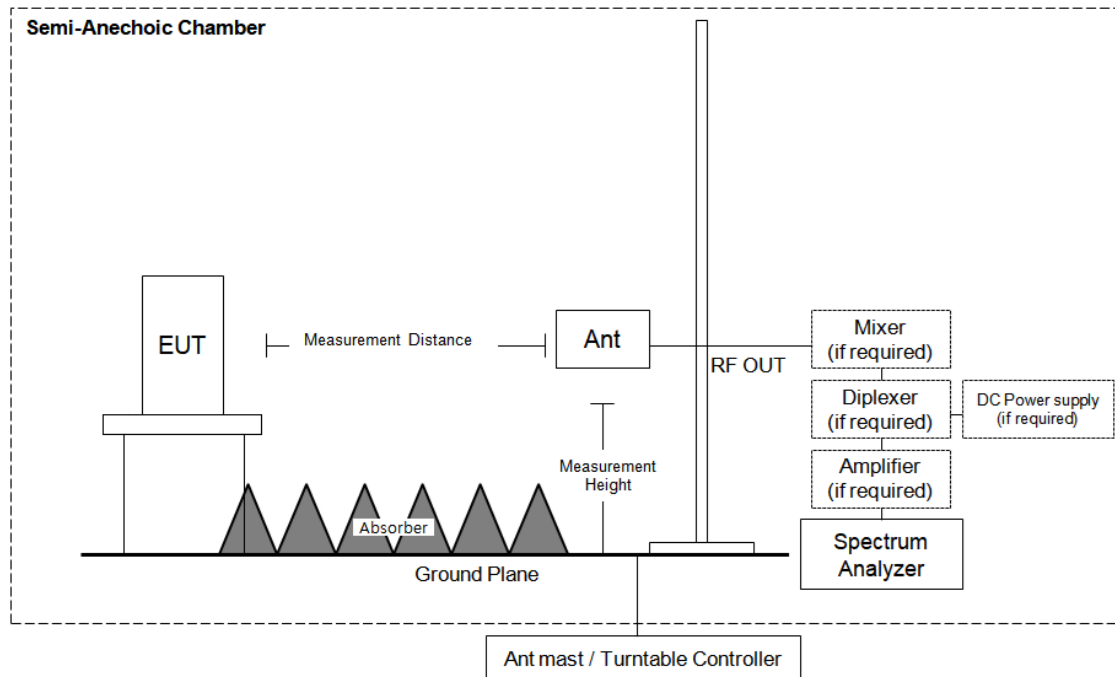 Semi-Anechoic Chamber
EUT
Measurement Distance
Ant
RF OUT
Mixer
(if required)
Diplexer
(if required)
DC Power supply
(if required)
Measurement
Height
Amplifier
(if required)
Absorber
Spectrum
Analyzer
Ground Plane
Ant mast / Turntable Controller